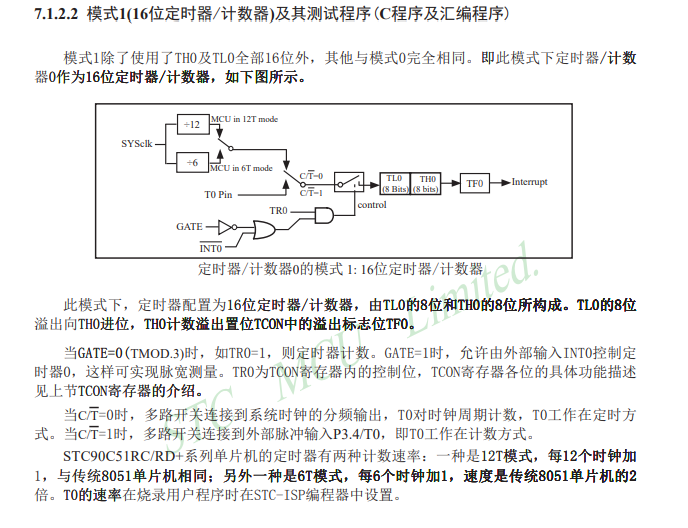 7.1.2.2 模式1(16位定时器/计数器)及其测试程序(C程序及汇编程序)
模式1除了使用了TH0及TL0全部16位外，其他与模式0完全相同。即此模式下定时器/计数
器0作为16位定时器/计数器，如下图所示。
÷12
MCU in 12T mode
SYSclk
÷6
MCU in 6T mode
C/T=0
C/T=1
T0 Pin
TL0
(8 Bits)
TH0
(8 bits)
TF0
Interrupt
control
TR0
GATE
INT0
定时器/计数器0的模式 1: 16位定时器/计数器
此模式下，定时器配置为16位定时器/计数器，由TL0的8位和TH0的8位所构成。TL0的8位
溢出向TH0进位，TH0计数溢出置位TCON中的溢出标志位TF0。
当GATE=0(TMOD.3)时，如TR0=1，则定时器计数。GATE=1时，允许由外部输入INT0控制定
时器0，这样可实现脉宽测量。TR0为TCON寄存器内的控制位，TCON寄存器各位的具体功能描述
见上节TCON寄存器的介绍。
当C/T=0时，多路开关连接到系统时钟的分频输出，T0对时钟周期计数，T0工作在定时方
式。当C/T=1时，多路开关连接到外部脉冲输入P3.4/T0，即T0工作在计数方式。
STC90C51RC/RD+系列单片机的定时器有两种计数速率：一种是12T模式，每12个时钟加
1，与传统8051单片机相同；另外一种是6T模式，每6个时钟加1，速度是传统8051单片机的2
倍。T0的速率在烧录用户程序时在STC-ISP编程器中设置。
STC MCU Limited.